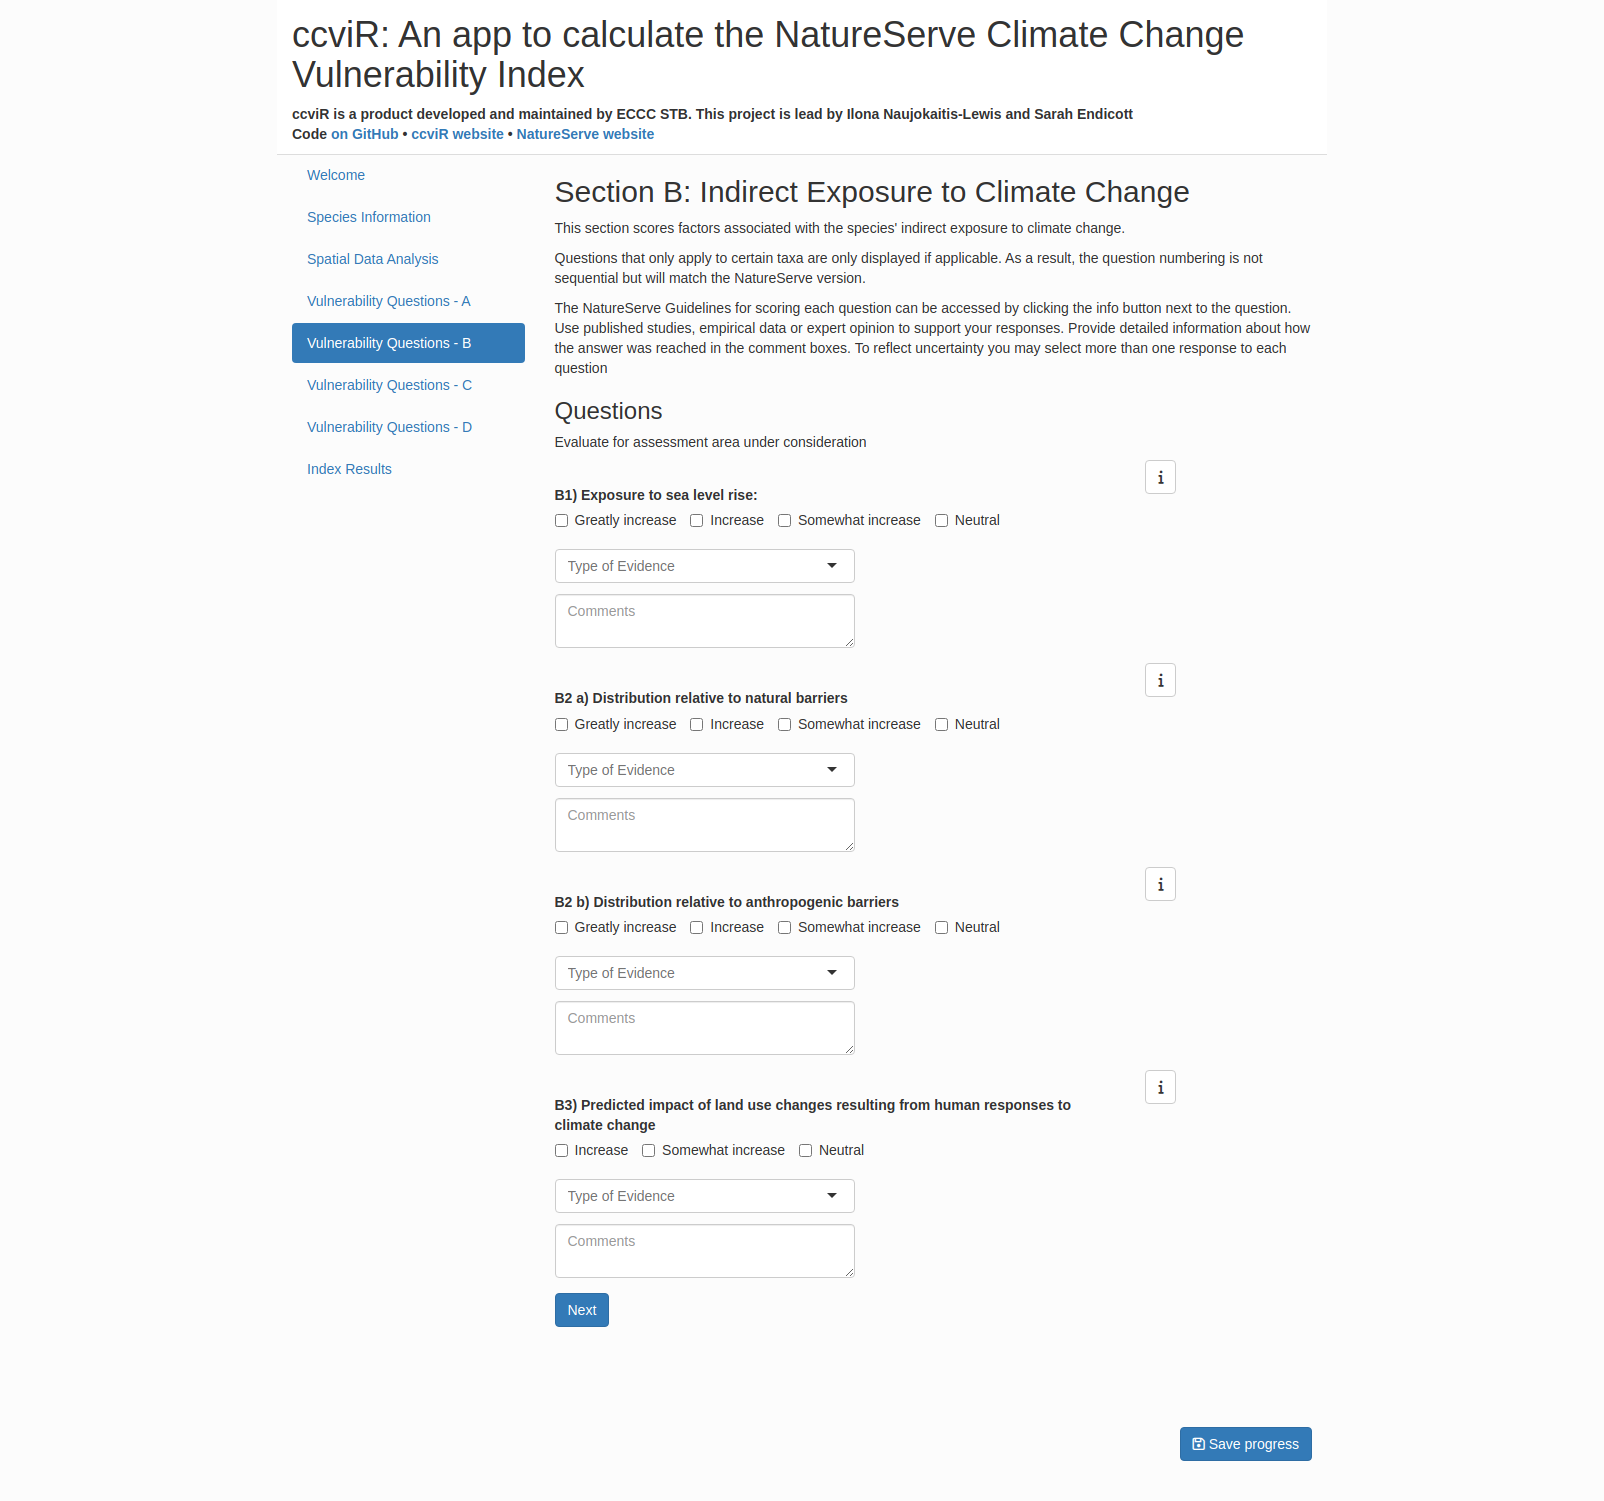 ccviR: An app to calculate the NatureServe Climate Change
Vulnerability Index
ccviR is a product developed and maintained by ECCC STB. This project is lead by Ilona Naujokaitis-Lewis and Sarah Endicott
Code on GitHub • ccviR website • NatureServe website
Welcome
Species Information
Spatial Data Analysis
Vulnerability Questions - A
Vulnerability Questions - B
Vulnerability Questions - C
Vulnerability Questions - D
Index Results
Section B: Indirect Exposure to Climate Change
This section scores factors associated with the species' indirect exposure to climate change.
Questions that only apply to certain taxa are only displayed if applicable. As a result, the question numbering is not
sequential but will match the NatureServe version.
The NatureServe Guidelines for scoring each question can be accessed by clicking the info button next to the question.
Use published studies, empirical data or expert opinion to support your responses. Provide detailed information about how
the answer was reached in the comment boxes. To reflect uncertainty you may select more than one response to each
question
Questions
Evaluate for assessment area under consideration
i
B1) Exposure to sea level rise:
Greatly increase Increase Somewhat increase Neutral
Type of Evidence
Comments
i
B2 a) Distribution relative to natural barriers
Greatly increase Increase Somewhat increase Neutral
Type of Evidence
Comments
i
B2 b) Distribution relative to anthropogenic barriers
Greatly increase Increase Somewhat increase Neutral
Type of Evidence
Comments
i
B3) Predicted impact of land use changes resulting from human responses to
climate change
Increase Somewhat increase Neutral
Type of Evidence
Comments
Next
Save progress